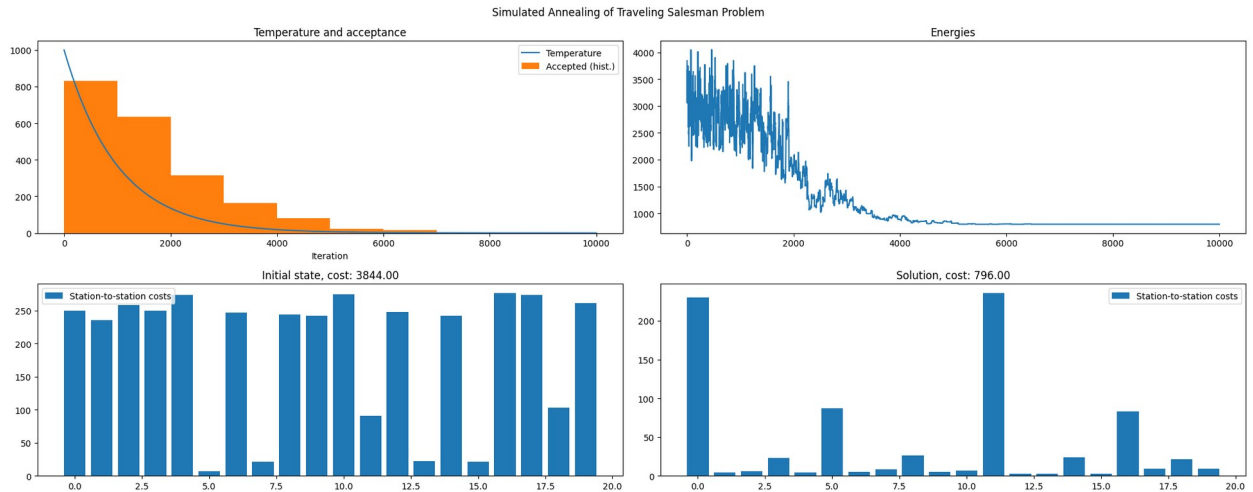 Simulated Annealing of Traveling Salesman Problem
Temperature and acceptance
1000
800
600
400
200
0
Temperature
Accepted (hist.)
0 2000 4000 6000 8000 10000
Iteration
Energies
4000
3500
3000
2500
2000
1500
1000
0 2000 4000 6000 8000 10000
Initial state, cost: 3844.00
250
200
150
100
50
0
Station-to-station costs
0.0 2.5 5.0 7.5 10.0 12.5 15.0 17.5 20.0
Solution, cost: 796.00
200
150
100
50
0
Station-to-station costs
0.0 2.5 5.0 7.5 10.0 12.5 15.0 17.5 20.0